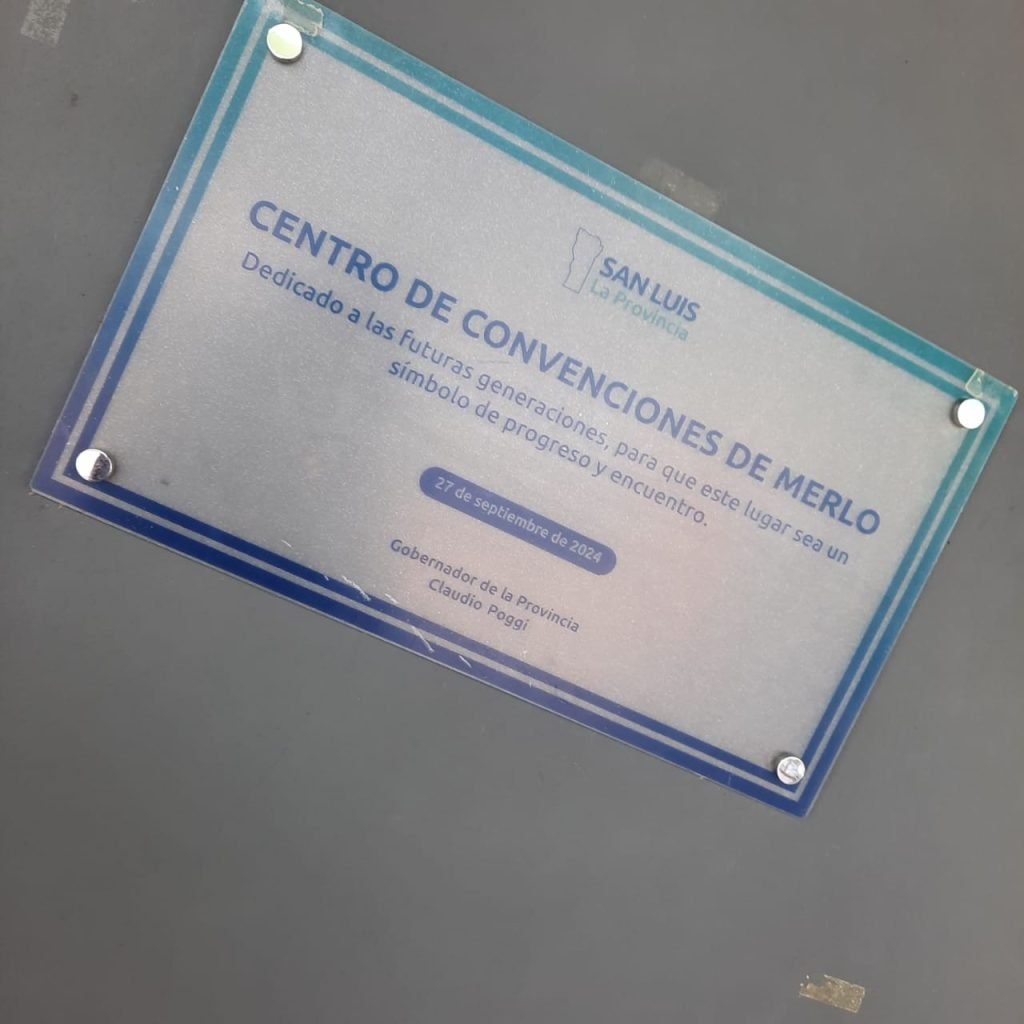 SAN LUIS
La Provincia
CENTRO DE CONVENCIONES DE MERLO
Dedicado a las futuras generaciones, para que este lugar sea un
símbolo de progreso y encuentro.
27 de septiembre de 2024
Gobernador de la Provincia
Claudio Poggi